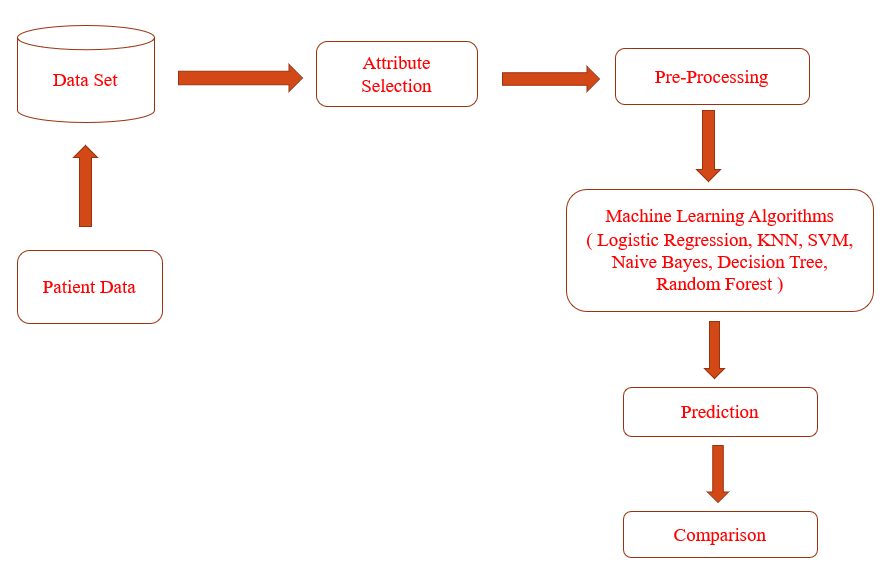 Data Set
Attribute
Selection
Pre-Processing
Patient Data
Machine Learning Algorithms
( Logistic Regression, KNN, SVM,
Naive Bayes, Decision Tree,
Random Forest )
Prediction
Comparison